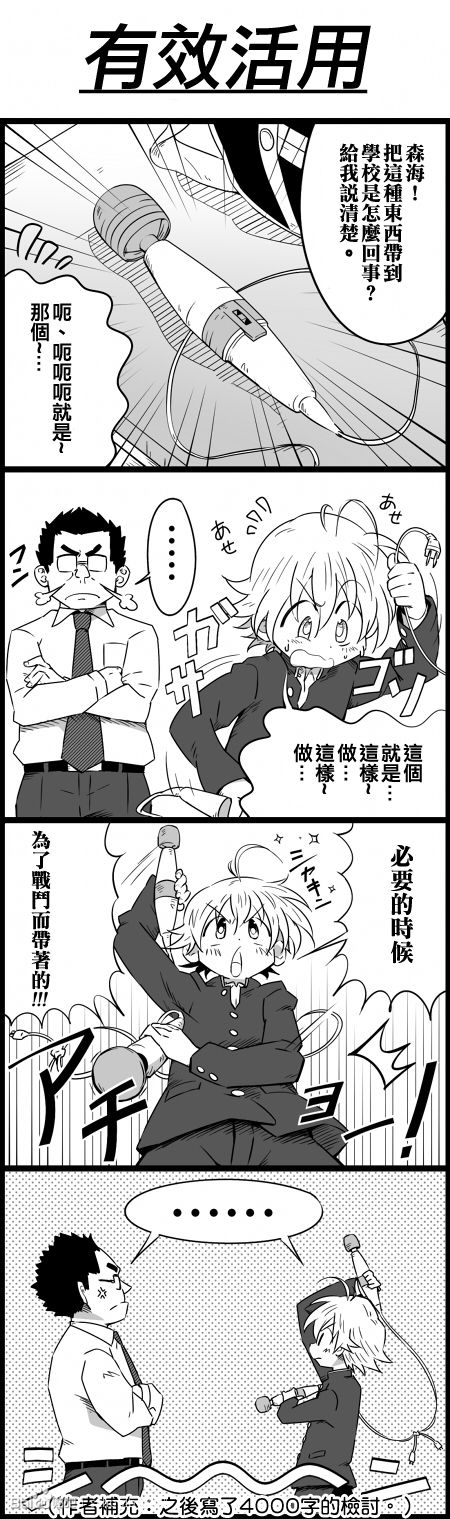 有效活用
森海！
把這種東西帶到
學校是怎麼回事？
給我説清楚。
呃、呃呃呃就是~
那個~…
あせ
あせ
・・・・
ガサ
ガサ
ゴソ
這個
就是…
這樣~
做…
這樣~
做…
必要的時候
シャキン
為了戰鬥而帶著的!!!
アチョー！
・・・・・・
（作者補充：之後寫了4000字的檢討。）